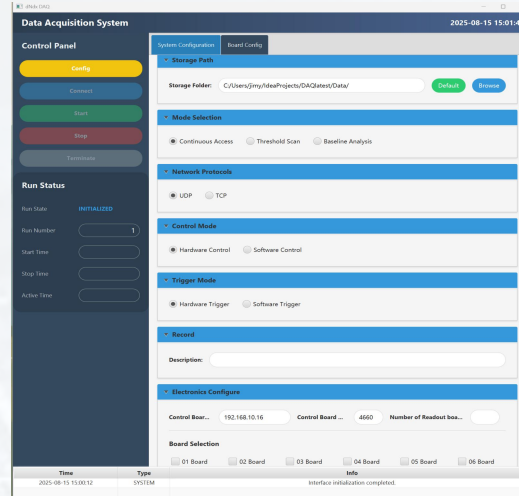 dNide DAQ
Data Acquisition System
2025-08-15 15:01:4
Control Panel
Config
Connect
Start
Stop
Terminate
Run Status
Run State INITIALIZED
Run Number 1
Start Time
Stop Time
Active Time
System Configuration Board Config
Storage Path
Storage Folder: C:/Users/jimy/IdeaProjects/DAQlatest/Data/ Default Browse
Mode Selection
Continuous Access Threshold Scan Baseline Analysis
Network Protocols
UDP TCP
Control Mode
Hardware Control Software Control
Trigger Mode
Hardware Trigger Software Trigger
Record
Description:
Electronics Configure
Control Boar... 192.168.10.16 Control Board ... 4660 Number of Readout boa...
Board Selection
01 Board 02 Board 03 Board 04 Board 05 Board 06 Board
Time Type Info
2025-08-15 15:00:12 SYSTEM Interface initialization completed.